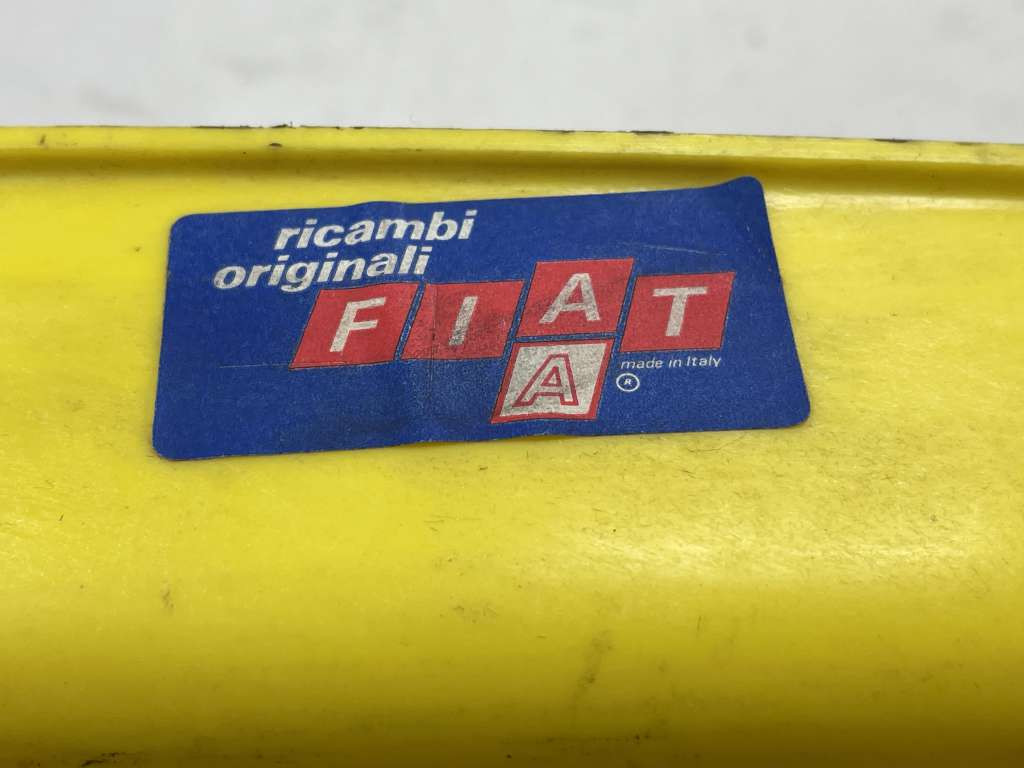 ricambi
originali
FIAT
A
made in Italy
®